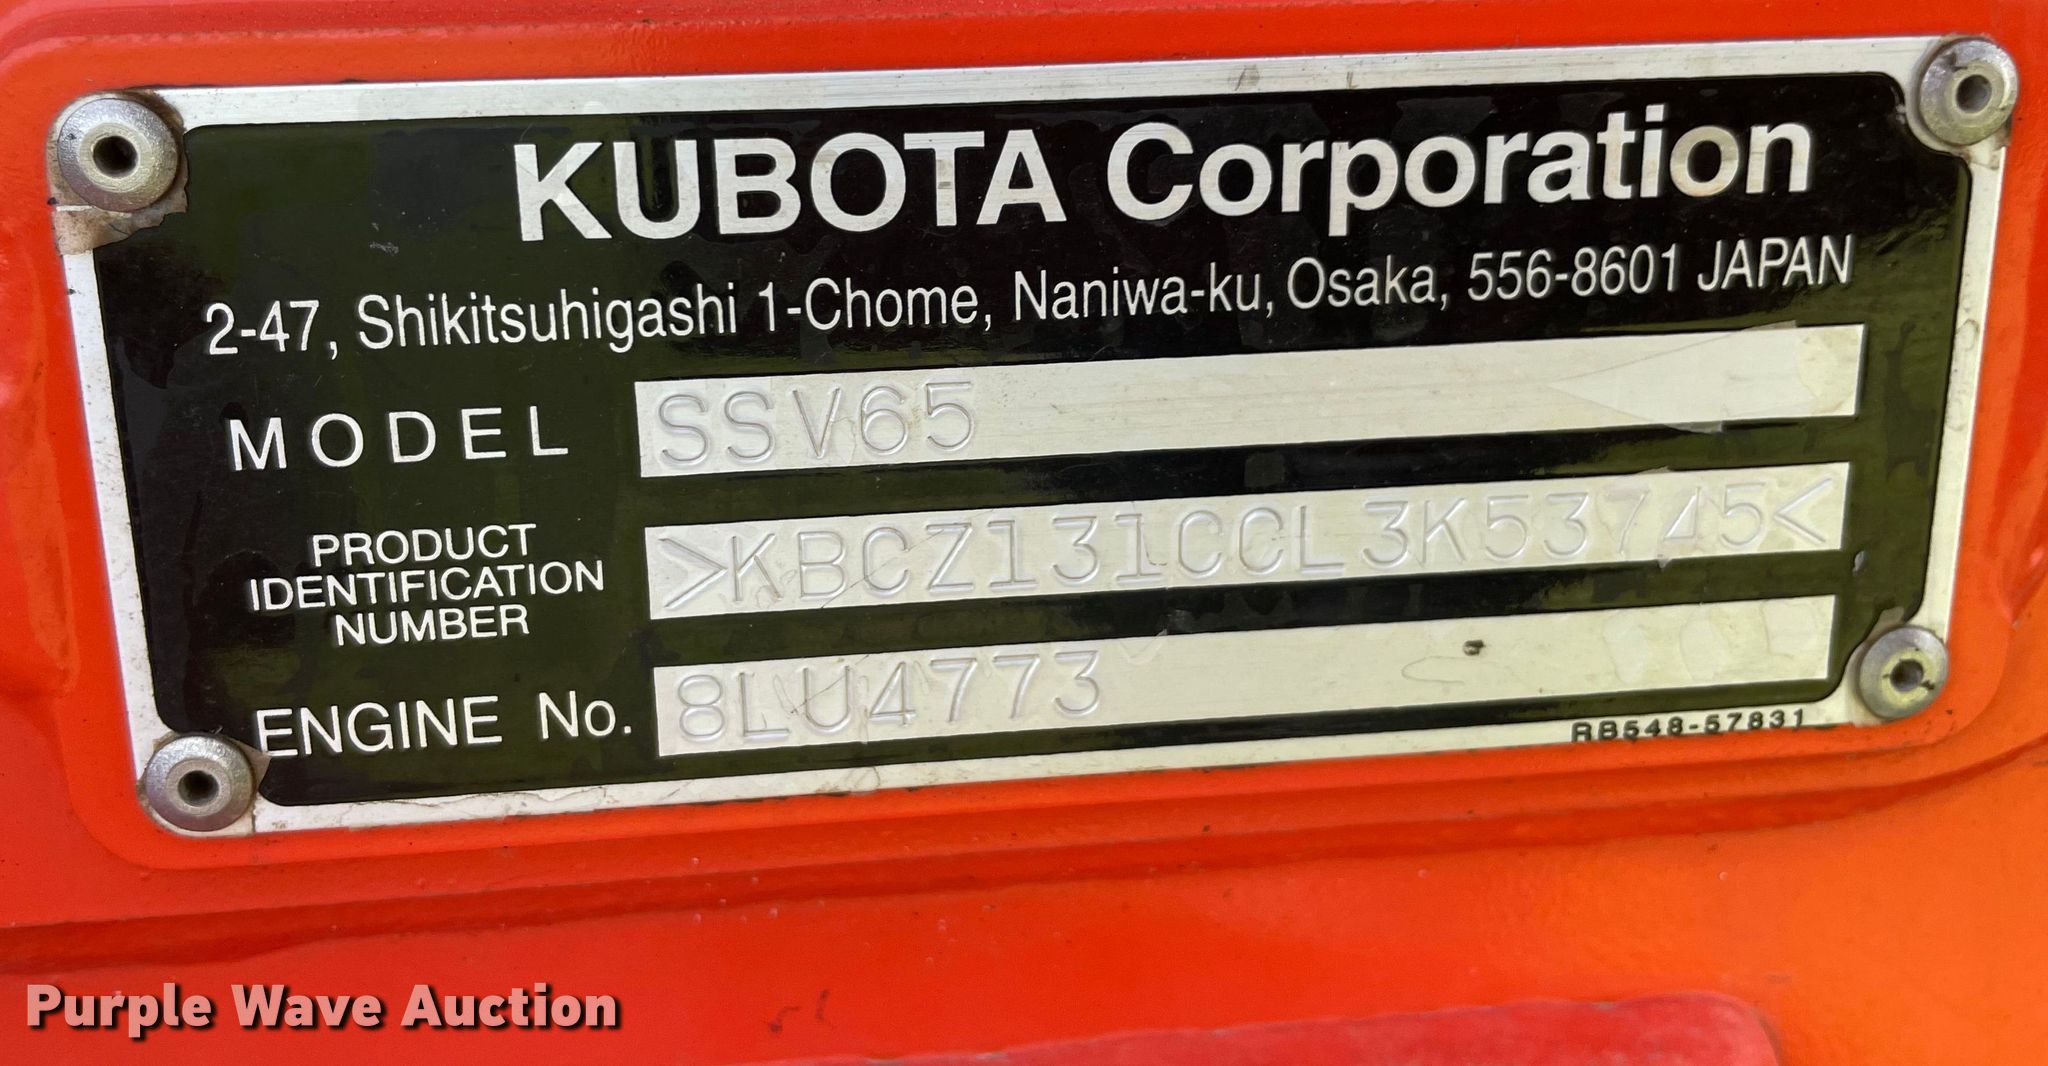 KUBOTA Corporation
2-47, Shikitsuhigashi 1-Chome, Naniwa-ku, Osaka, 556-8601 JAPAN
MODEL SSV65
PRODUCT
IDENTIFICATION
NUMBER
>KBCZ131CCL3K53745<
ENGINE No. 8LU4773
RB548-57831
Purple Wave Auction